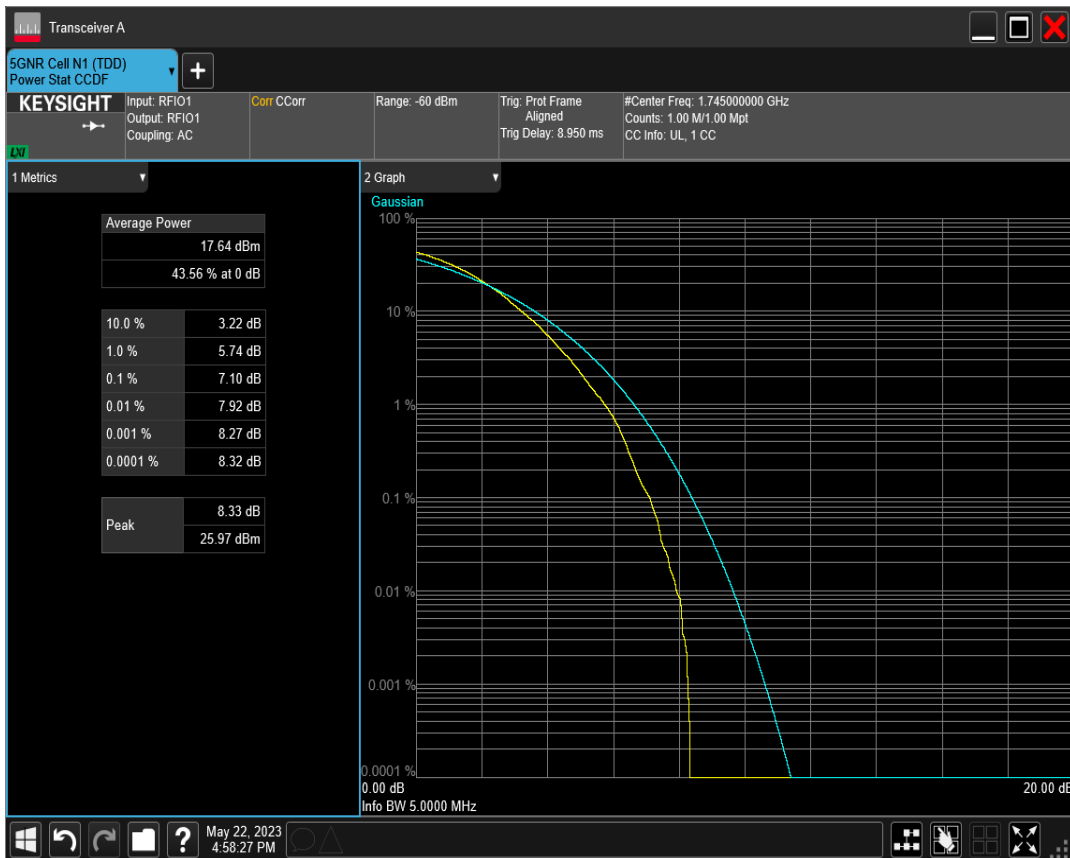 Transceiver A
5GNR Cell N1 (TDD)
Power Stat CCDF
KEYSIGHT
LXI
Input: RFIO1
Output: RFIO1
Coupling: AC
Corr CCorr
Range: -60 dBm
Trig: Prot Frame
Aligned
Trig Delay: 8.950 ms
#Center Freq: 1.745000000 GHz
Counts: 1.00 M/1.00 Mpt
CC Info: UL, 1 CC
1 Metrics
Average Power
17.64 dBm
43.56 % at 0 dB
10.0 % 3.22 dB
1.0 % 5.74 dB
0.1 % 7.10 dB
0.01 % 7.92 dB
0.001 % 8.27 dB
0.0001 % 8.32 dB
Peak
8.33 dB
25.97 dBm
2 Graph
Gaussian
100 %
10 %
1 %
0.1 %
0.01 %
0.001 %
0.0001 %
0.00 dB 20.00 dB
Info BW 5.0000 MHz
?
May 22, 2023
4:58:27 PM